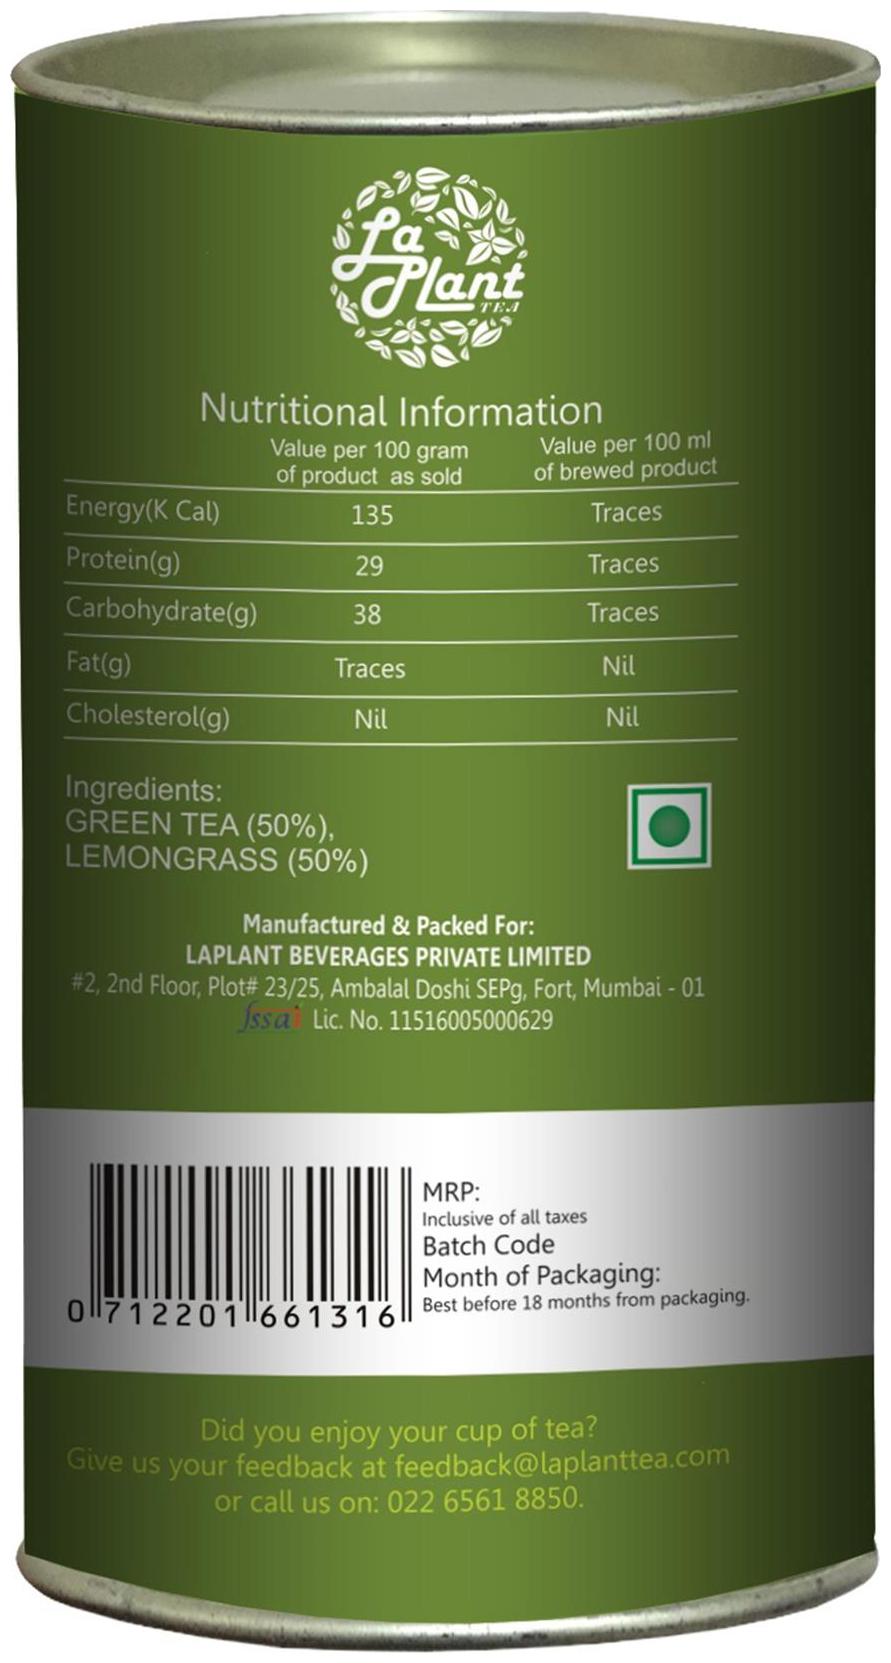 La
Plant
TEA
Nutritional Information
Value per 100 gram of product as sold
Value per 100 ml of brewed product
Energy(K Cal) 135 Traces
Protein(g) 29 Traces
Carbohydrate(g) 38 Traces
Fat(g) Traces Nil
Cholesterol(g) Nil Nil
Ingredients:
GREEN TEA (50%),
LEMONGRASS (50%)
Manufactured & Packed For:
LAPLANT BEVERAGES PRIVATE LIMITED
#2, 2nd Floor, Plot# 23/25, Ambalal Doshi SEPg, Fort, Mumbai - 01
fssai Lic. No. 11516005000629
0 712201 661316
MRP:
Inclusive of all taxes
Batch Code
Month of Packaging:
Best before 18 months from packaging.
Did you enjoy your cup of tea?
Give us your feedback at feedback@laplanttea.com
or call us on: 022 6561 8850.